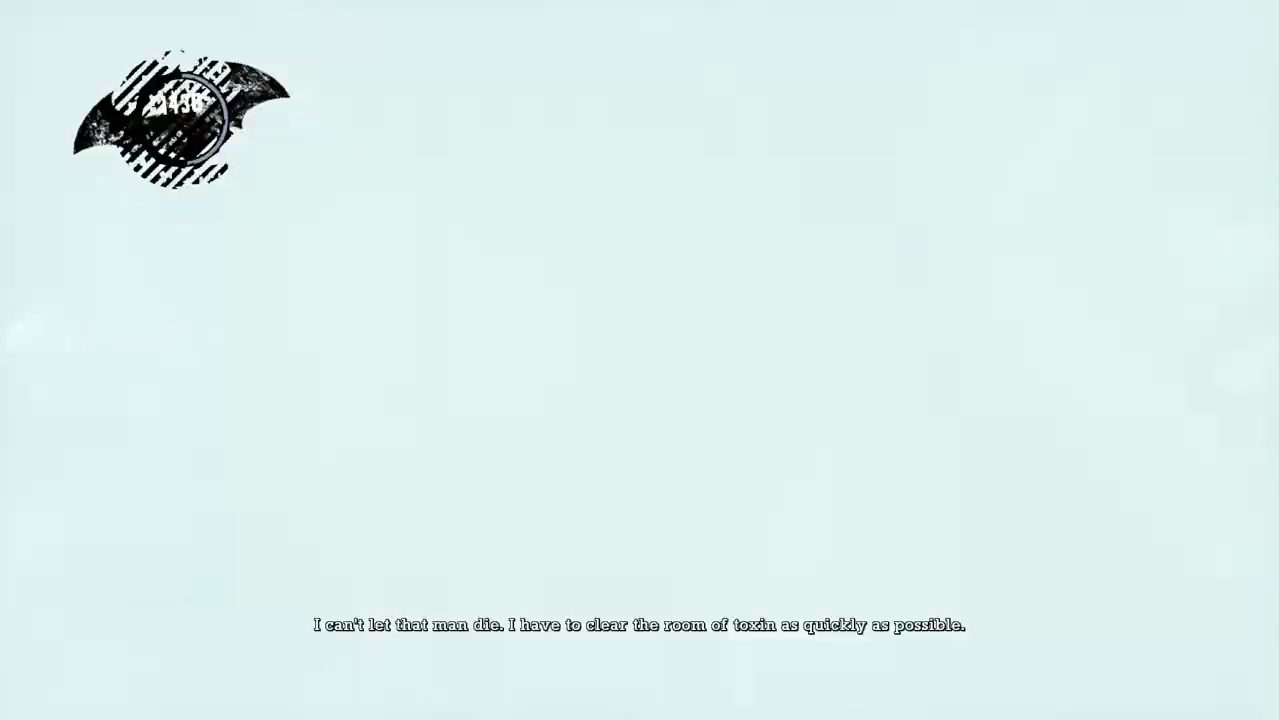 I can't let that man die. I have to clear the room of toxin as quickly as possible.